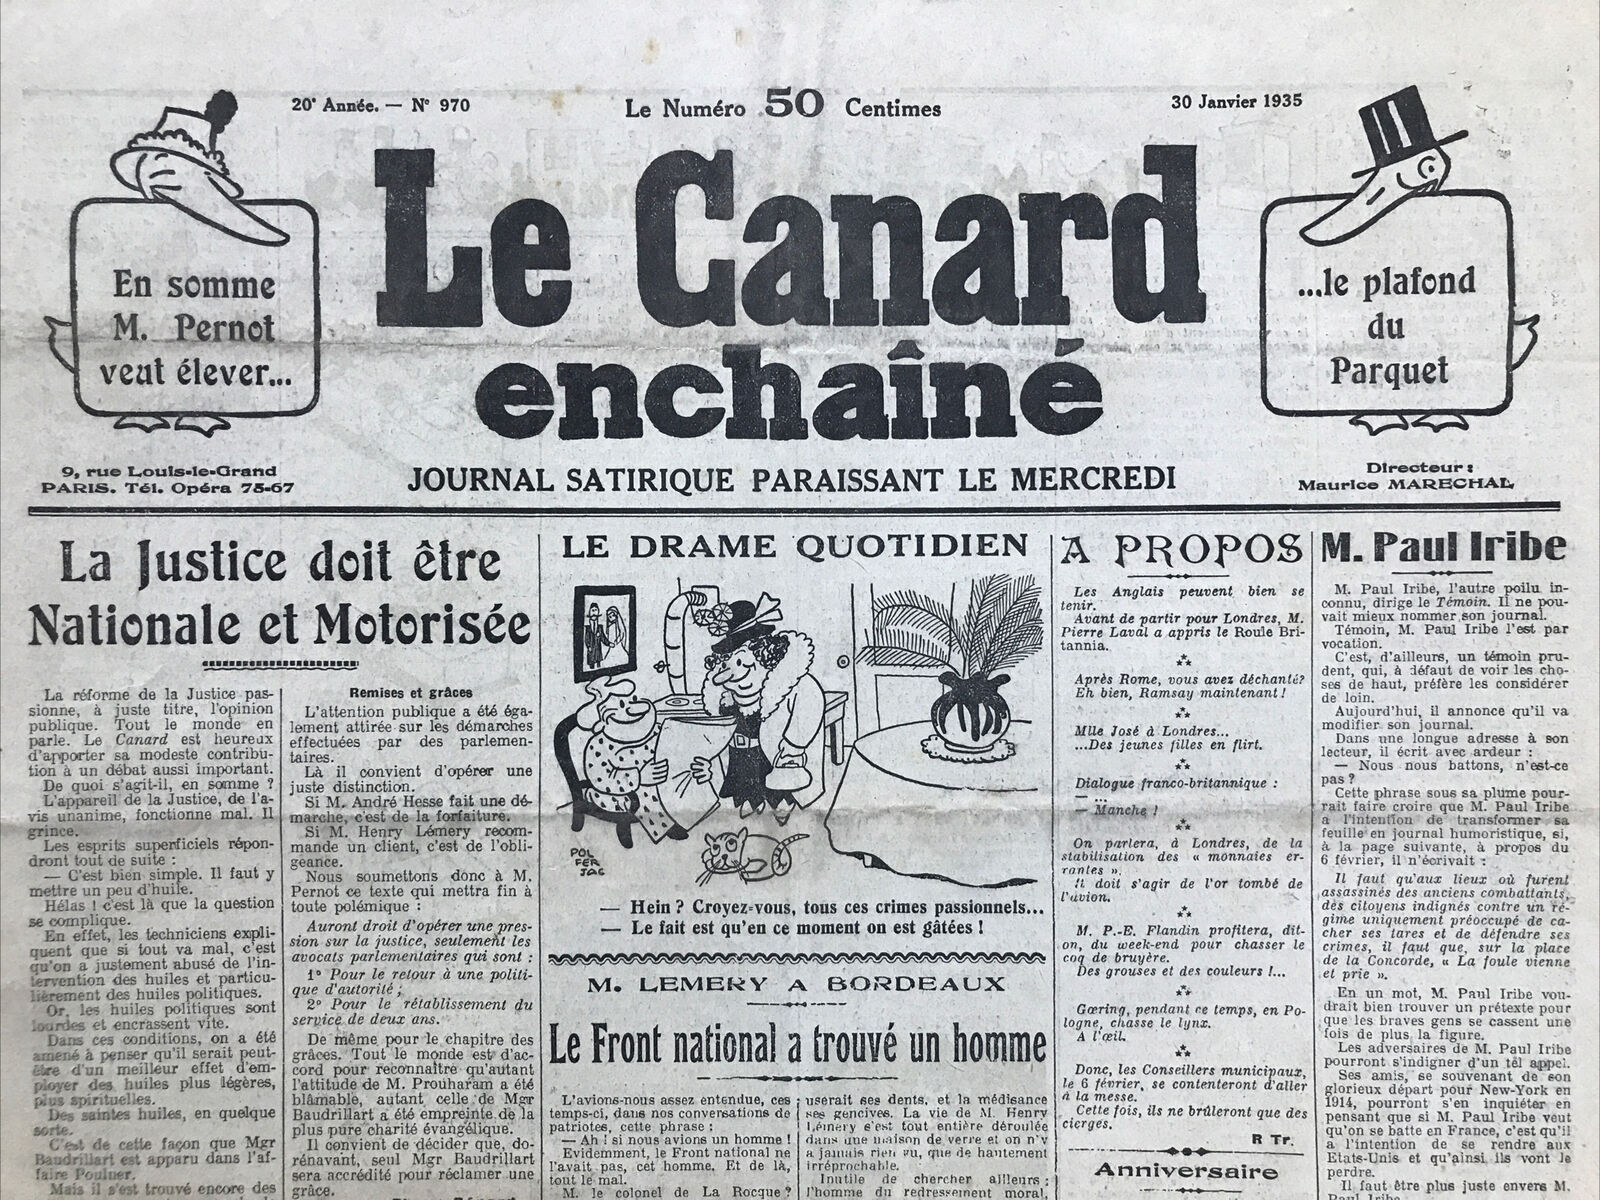 20e Année. — No 970
Le Numéro 50 Centimes
30 Janvier 1935
En somme
M. Pernot
veut élever...
Le Canard
enchaîné
...le plafond
du
Parquet
9, rue Louis-le-Grand
PARIS. Tél. Opéra 75-67
JOURNAL SATIRIQUE PARAISSANT LE MERCREDI
Directeur :
Maurice MARECHAL
La Justice doit être
Nationale et Motorisée
La réforme de la Justice pas-
sionne, à juste titre, l'opinion
publique. Tout le monde en
parle. Le Canard est heureux
d'apporter sa modeste contribu-
tion à un débat aussi important.
De quoi s'agit-il, en somme ?
L'appareil de la Justice, de l'a-
vis unanime, fonctionne mal. Il
grince.
Les esprits superficiels répon-
dront tout de suite :
— C'est bien simple. Il faut y
mettre un peu d'huile.
Hélas ! c'est là que la question
se complique.
En effet, les techniciens expli-
quent que si tout va mal, c'est
qu'on a justement abusé de l'in-
tervention des huiles et particu-
lièrement des huiles politiques.
Or, les huiles politiques sont
lourdes et encrassent vite.
Dans ces conditions, on a été
amené à penser qu'il serait peut-
être d'un meilleur effet d'em-
ployer des huiles plus légères,
plus spirituelles.
Des saintes huiles, en quelque
sorte.
C'est de cette façon que Mgr
Baudrillart est apparu dans l'af-
faire Poulner.
Mais il s'est trouvé encore des
Remises et grâces
L'attention publique a été éga-
lement attirée sur les démarches
effectuées par des parlemen-
taires.
Là il convient d'opérer une
juste distinction.
Si M. André Hesse fait une dé-
marche, c'est de la forfaiture.
Si M. Henry Lémery recom-
mande un client, c'est de l'obli-
geance.
Nous soumettons donc à M.
Pernot ce texte qui mettra fin à
toute polémique :
Auront droit d'opérer une pres-
sion sur la justice, seulement les
avocats parlementaires qui sont :
1° Pour le retour à une politi-
que d'autorité ;
2° Pour le rétablissement du
service de deux ans.
De même pour le chapitre des
grâces. Tout le monde est d'ac-
cord pour reconnaître qu'autant
l'attitude de M. Prouharam a été
blâmable, autant celle de Mgr
Baudrillart a été empreinte de la
plus pure charité évangélique.
Il convient de décider que, do-
rénavant, seul Mgr Baudrillart
sera accrédité pour réclamer une
grâce.
LE DRAME QUOTIDIEN
POL
FER
JAC
— Hein ? Croyez-vous, tous ces crimes passionnels...
— Le fait est qu'en ce moment on est gâtées !
M. LEMERY A BORDEAUX
Le Front national a trouvé un homme
L'avions-nous assez entendue, ces
temps-ci, dans nos conversations de
patriotes, cette phrase :
— Ah ! si nous avions un homme !
Evidemment, le Front national ne
l'avait pas, cet homme. Et de là,
tout le mal.
M. le colonel de La Rocque ?
userait ses dents, et la médisance
ses gencives. La vie de M. Henry
Lémery s'est tout entière déroulée
dans une maison de verre et on n'y
a jamais rien vu, que de hautement
irréprochable.
Inutile de chercher ailleurs :
l'homme du redressement moral,
A PROPOS
Les Anglais peuvent bien se
tenir.
Avant de partir pour Londres, M.
Pierre Laval a appris le Roule Bri-
tannia.
Après Rome, vous avez déchanté?
Eh bien, Ramsay maintenant !
Mlle José à Londres...
...Des jeunes filles en flirt.
Dialogue franco-britannique :
— ...
— Manche !
On parlera, à Londres, de la
stabilisation des « monnaies er-
rantes ».
Il doit s'agir de l'or tombé de
l'avion.
M. P.-E. Flandin profitera, dit-
on, du week-end pour chasser le
coq de bruyère.
Des grouses et des couleurs !...
Gœring, pendant ce temps, en Po-
logne, chasse le lynx.
A l'œil.
Donc, les Conseillers municipaux,
le 6 février, se contenteront d'aller
à la messe.
Cette fois, ils ne brûleront que des
cierges.
R Tr.
Anniversaire
M. Paul Iribe
M. Paul Iribe, l'autre poilu in-
connu, dirige le Témoin. Il ne pou-
vait mieux nommer son journal.
Témoin, M. Paul Iribe l'est par
vocation.
C'est, d'ailleurs, un témoin pru-
dent, qui, à défaut de voir les cho-
ses de haut, préfère les considérer
de loin.
Aujourd'hui, il annonce qu'il va
modifier son journal.
Dans une longue adresse à son
lecteur, il écrit avec ardeur :
— Nous nous battons, n'est-ce
pas ?
Cette phrase sous sa plume pour-
rait faire croire que M. Paul Iribe
a l'intention de transformer sa
feuille en journal humoristique, si,
à la page suivante, à propos du
6 février, il n'écrivait :
Il faut qu'aux lieux où furent
assassinés des anciens combattants,
des citoyens indignés contre un ré-
gime uniquement préoccupé de ca-
cher ses tares et de défendre ses
crimes, il faut que, sur la place
de la Concorde, « La foule vienne
et prie ».
En un mot, M. Paul Iribe vou-
drait bien trouver un prétexte pour
que les braves gens se cassent une
fois de plus la figure.
Les adversaires de M. Paul Iribe
pourront s'indigner d'un tel appel.
Ses amis, se souvenant de son
glorieux départ pour New-York en
1914, pourront s'en inquiéter en
pensant que si M. Paul Iribe veut
qu'on se batte en France, c'est qu'il
a l'intention de se rendre aux
Etats-Unis et qu'ainsi ils vont le
perdre.
Il faut être plus juste envers M.
Paul Iribe.